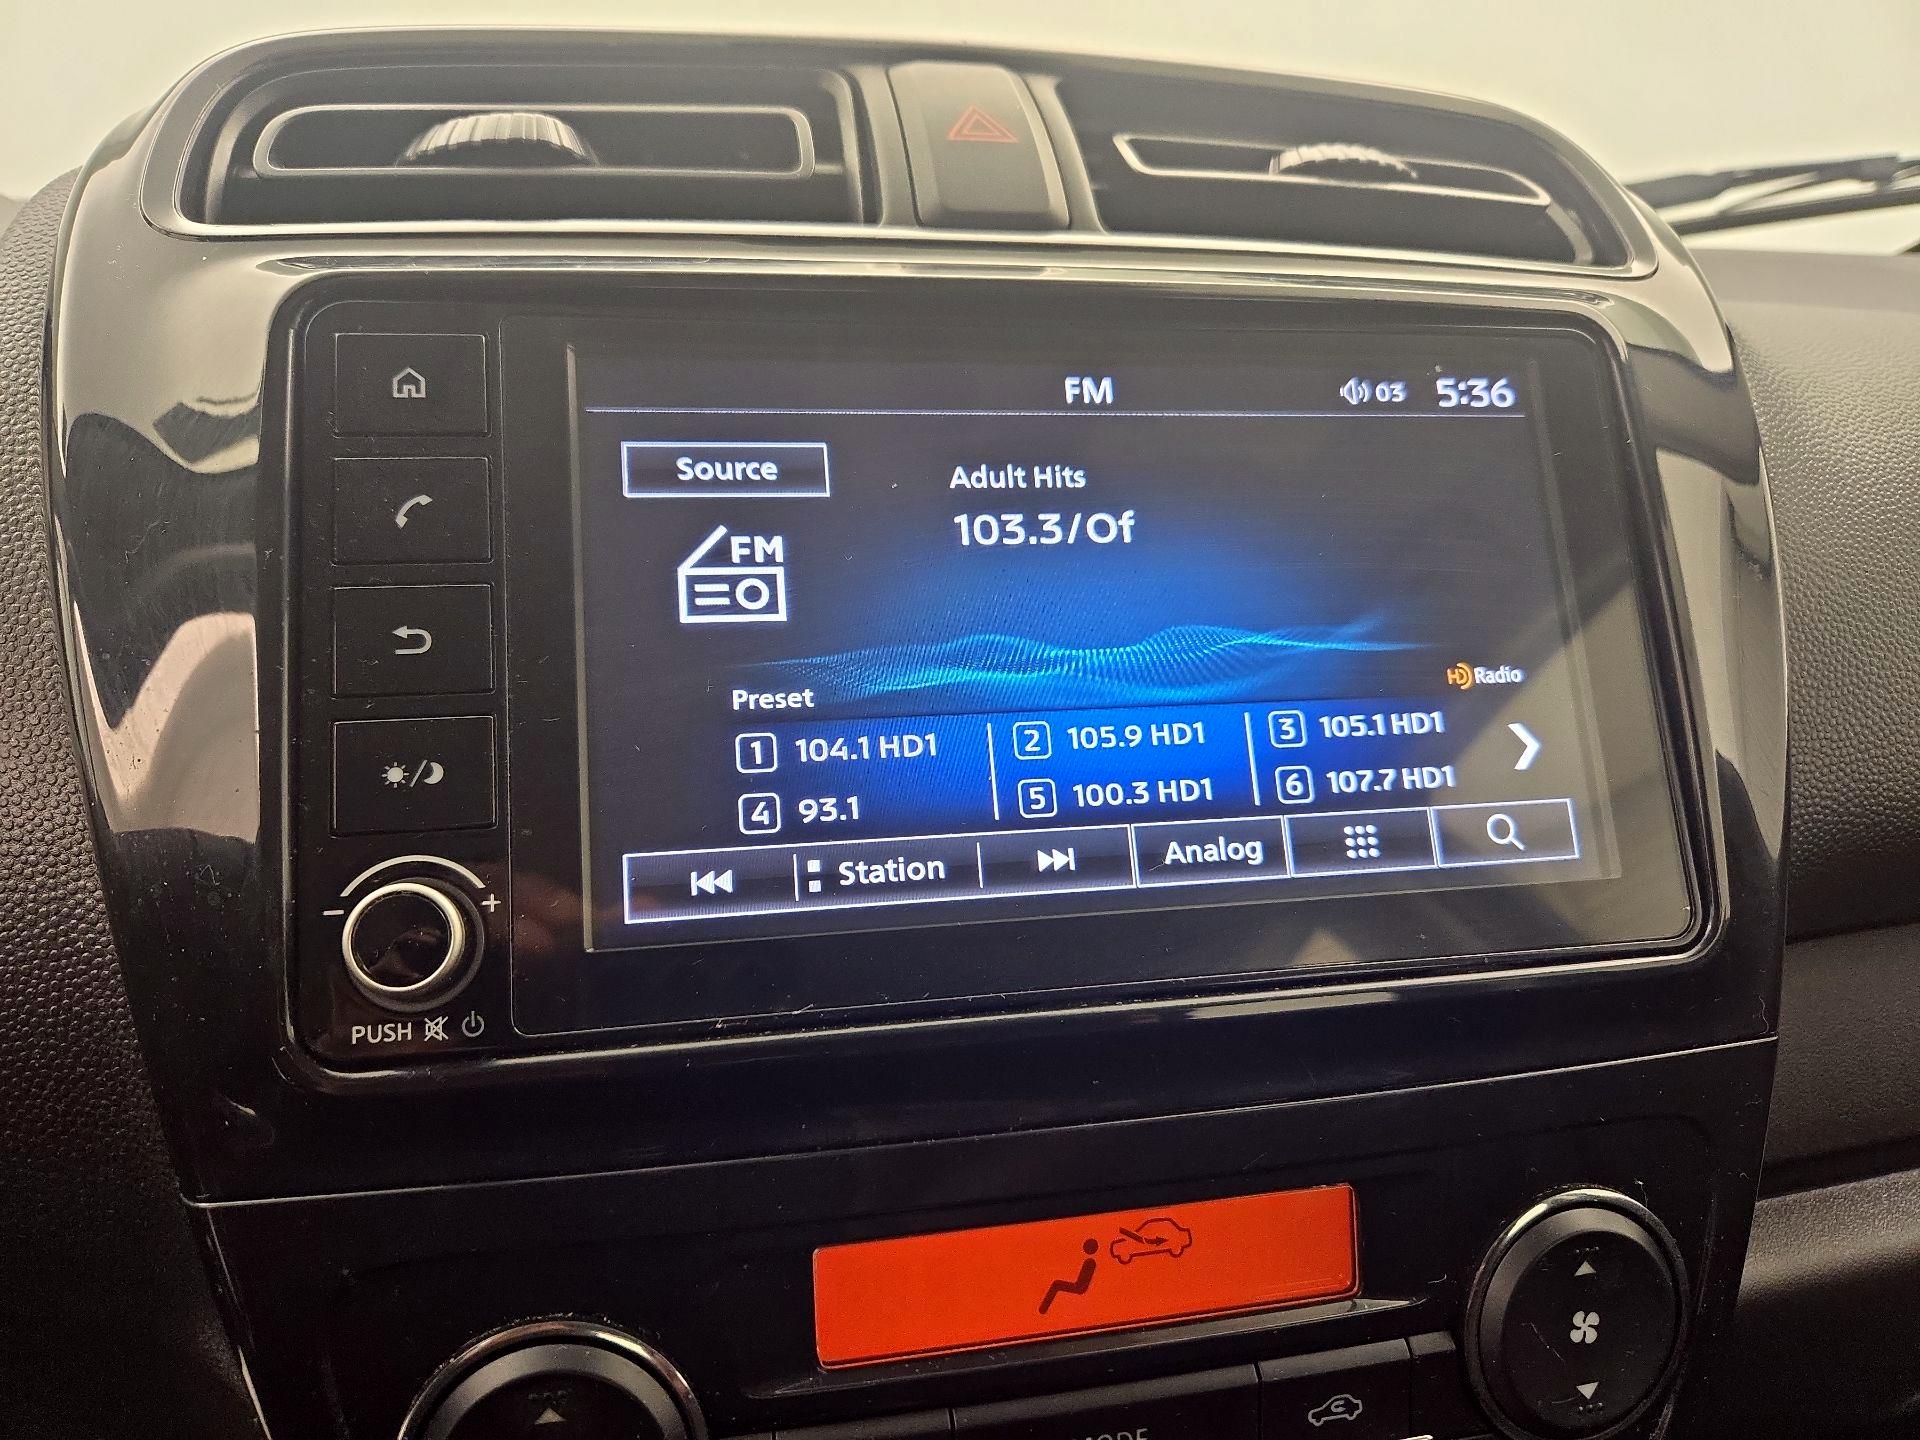 FM 03 5:36
Source
Adult Hits
103.3/Of
FM
HD Radio
Preset
1 104.1 HD1 2 105.9 HD1 3 105.1 HD1
4 93.1 5 100.3 HD1 6 107.7 HD1
Station Analog
- +
PUSH
MODE